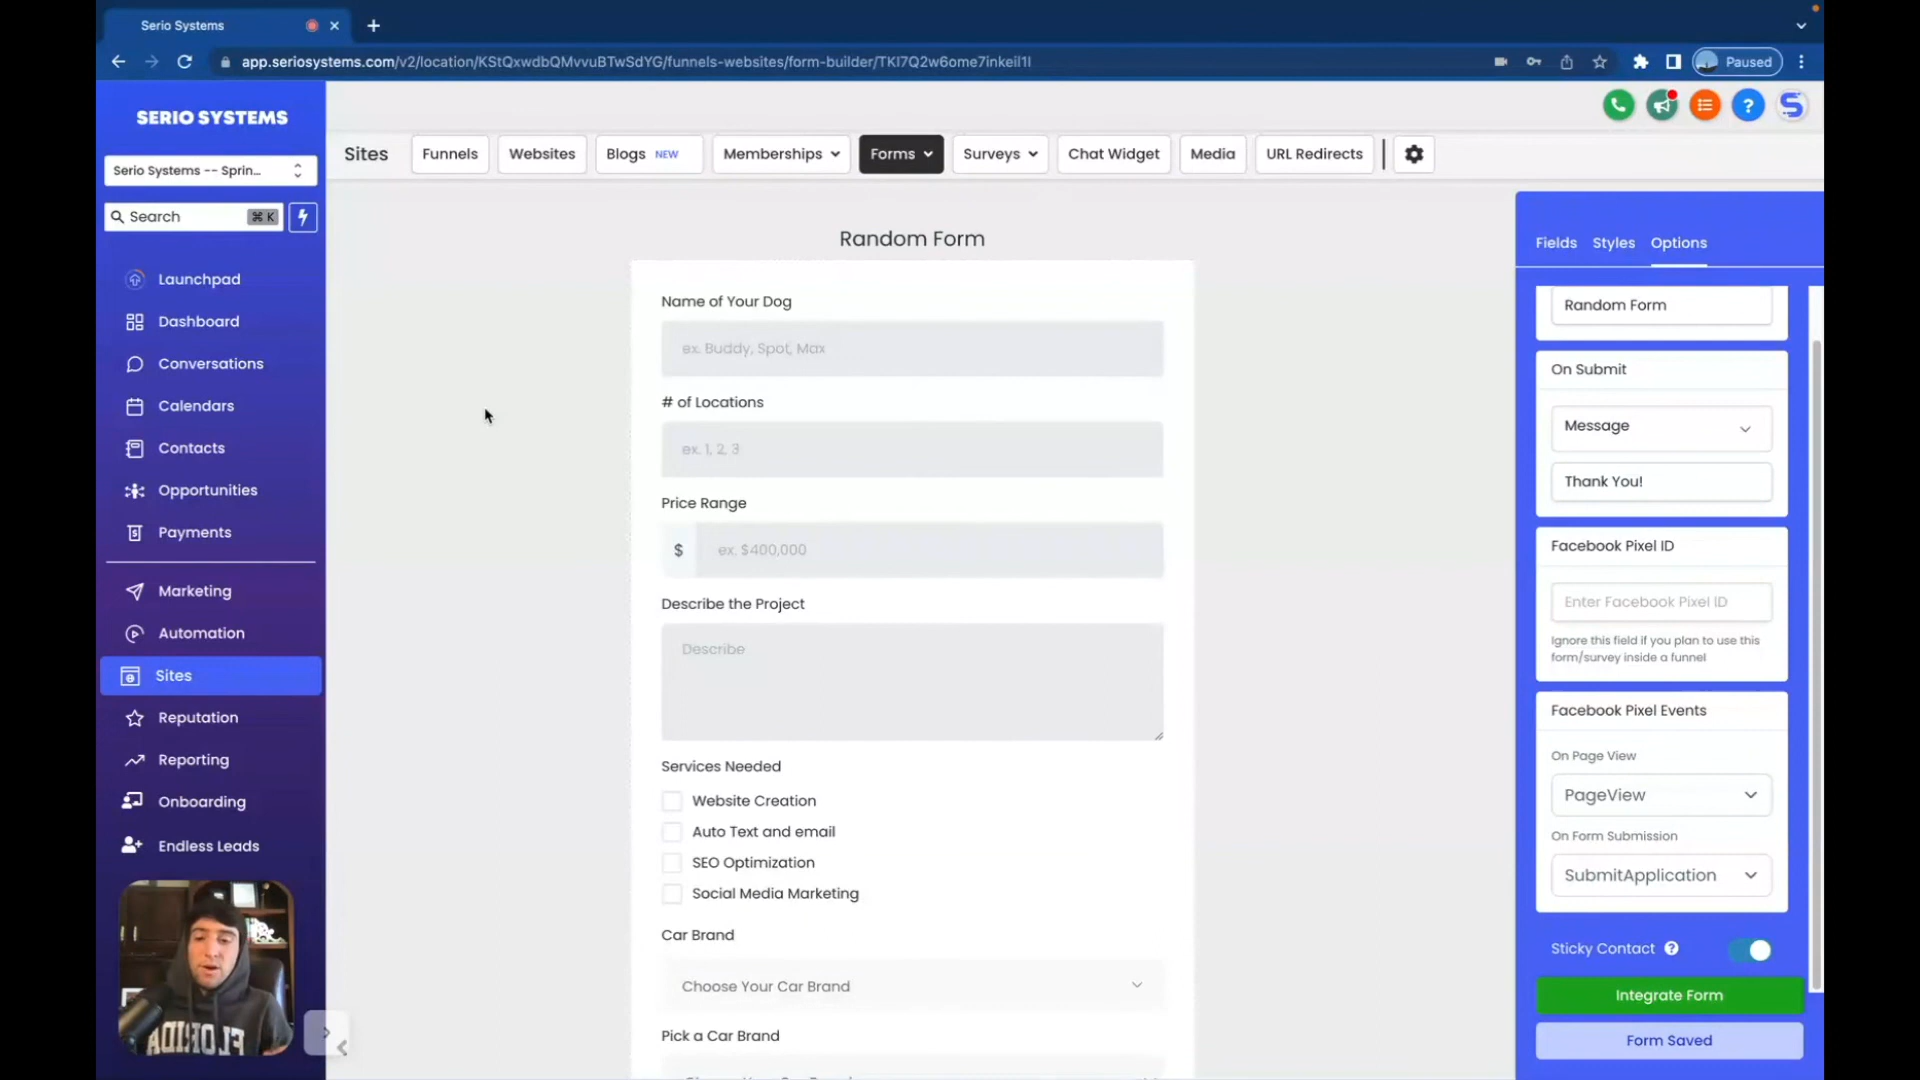 Serio Systems
app.seriosystems.com/v2/location/KStQxwdbQMvvuBTwSdYG/funnels-websites/form-builder/TKI7Q2w6ome7inkeil1I
Paused
SERIO SYSTEMS
Serio Systems -- Sprin...
Search
⌘ K
Launchpad
Dashboard
Conversations
Calendars
Contacts
Opportunities
Payments
Marketing
Automation
Sites
Reputation
Reporting
Onboarding
Endless Leads
FLORIDA
Sites
Funnels
Websites
Blogs NEW
Memberships
Forms
Surveys
Chat Widget
Media
URL Redirects
Random Form
Name of Your Dog
ex. Buddy, Spot, Max
# of Locations
ex. 1, 2, 3
Price Range
$
ex. $400,000
Describe the Project
Describe
Services Needed
Website Creation
Auto Text and email
SEO Optimization
Social Media Marketing
Car Brand
Choose Your Car Brand
Pick a Car Brand
Fields
Styles
Options
Random Form
On Submit
Message
Thank You!
Facebook Pixel ID
Enter Facebook Pixel ID
Ignore this field if you plan to use this
form/survey inside a funnel
Facebook Pixel Events
On Page View
PageView
On Form Submission
SubmitApplication
Sticky Contact
Integrate Form
Form Saved